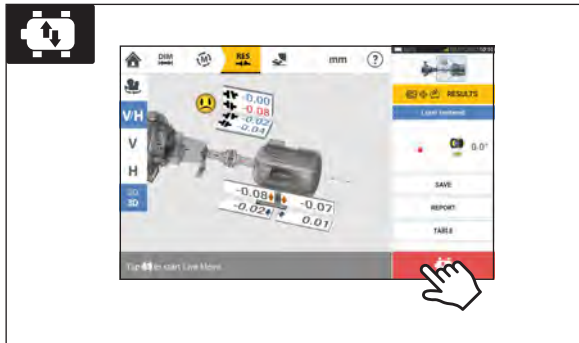 DIM
(M)
RES
mm
?
RESULTS
V/H
-0.00
-0.08
-0.02
-0.04
V
0.0°
H
2D
3D
-0.08
-0.07
-0.02
0.01
SAVE
REPORT
TABLE
Tap to start Live Move